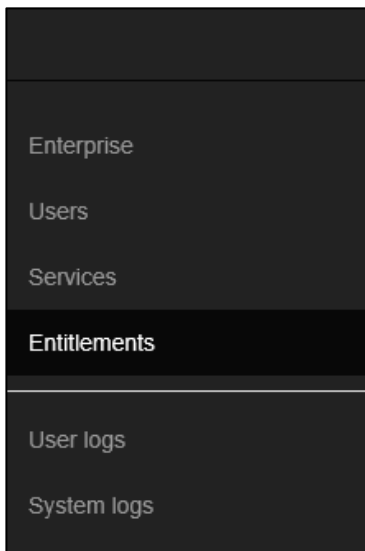 Enterprise
Users
Services
Entitlements
User logs
System logs